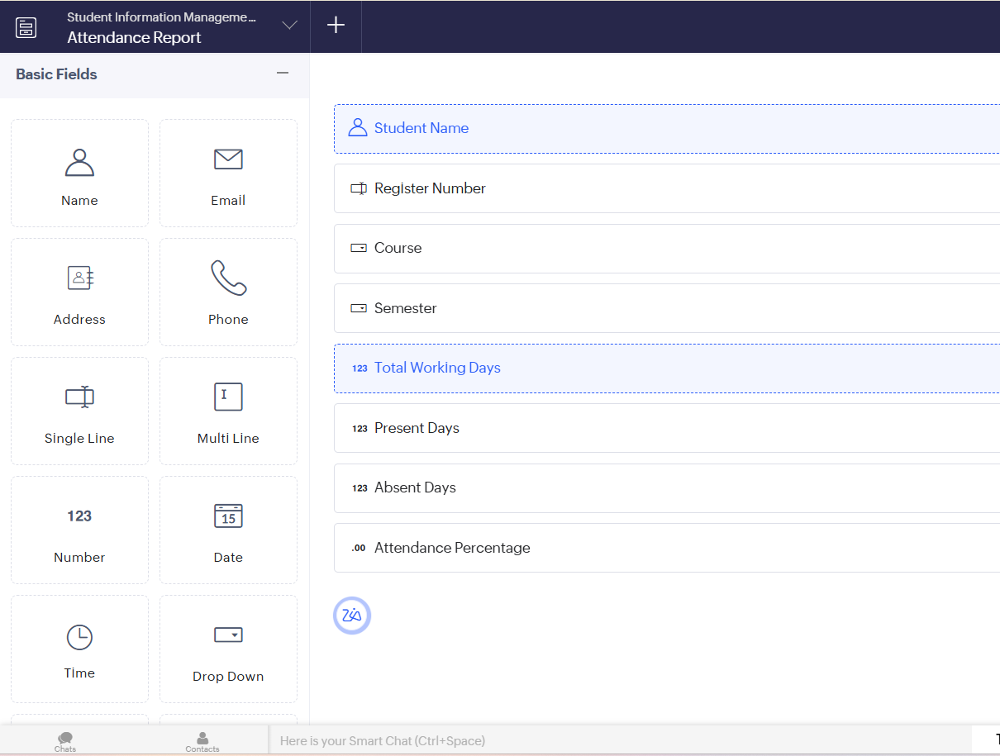 Student Information Manageme...
Attendance Report
Basic Fields
Name
Email
Address
Phone
Single Line
Multi Line
123
Number
15
Date
Time
Drop Down
Student Name
Register Number
Course
Semester
123 Total Working Days
123 Present Days
123 Absent Days
.00 Attendance Percentage
Zia
Chats
Contacts
Here is your Smart Chat (Ctrl+Space)